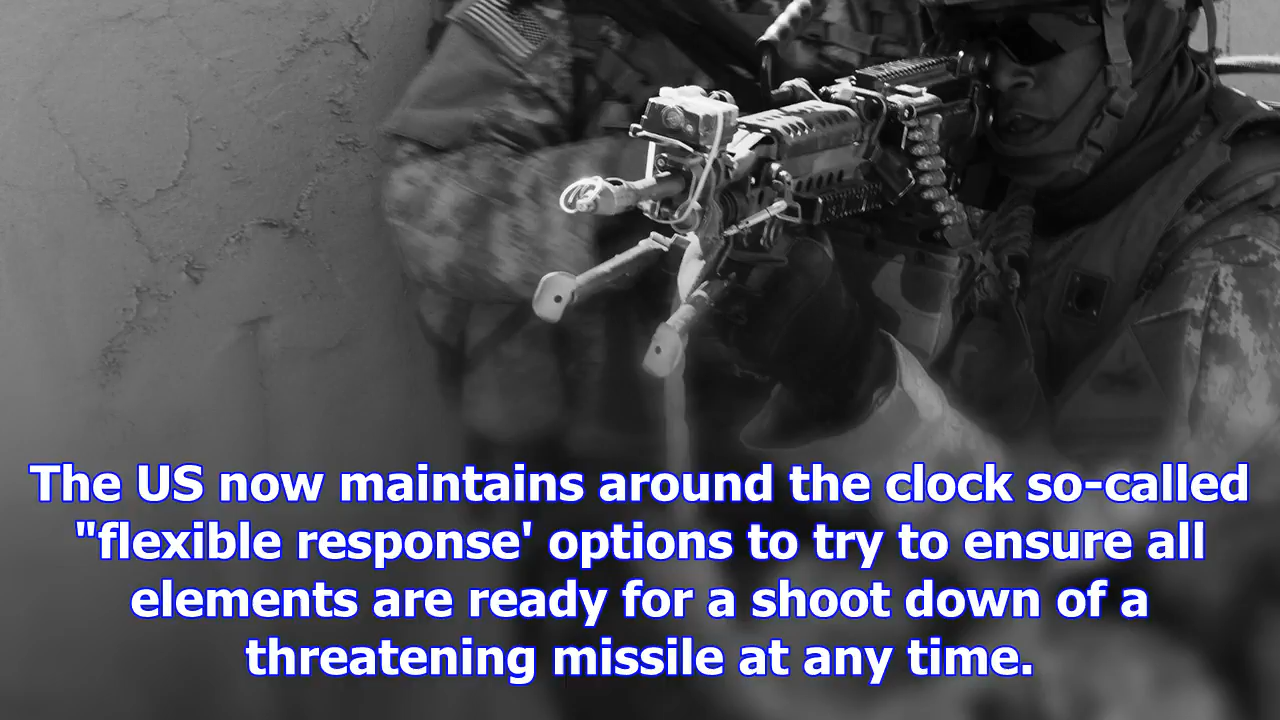 The US now maintains around the clock so-called
"flexible response' options to try to ensure all
elements are ready for a shoot down of a
threatening missile at any time.